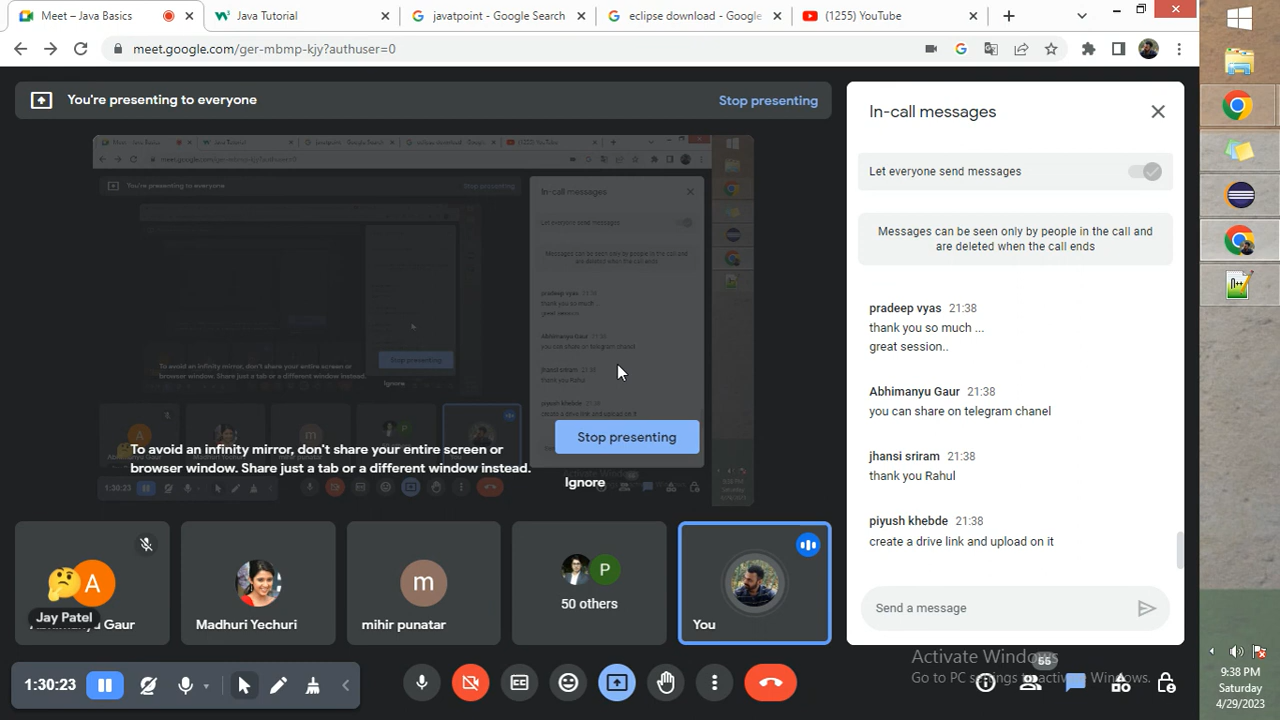 Meet – Java Basics
Java Tutorial
javatpoint - Google Search
eclipse download - Google
(1255) YouTube
meet.google.com/ger-mbmp-kjy?authuser=0
You're presenting to everyone
Stop presenting
In-call messages
Let everyone send messages
Messages can be seen only by people in the call and
are deleted when the call ends
pradeep vyas 21:38
thank you so much ...
great session..
Abhimanyu Gaur 21:38
you can share on telegram chanel
jhansi sriram 21:38
thank you Rahul
piyush khebde 21:38
create a drive link and upload on it
Send a message
Stop presenting
To avoid an infinity mirror, don't share your entire screen or
browser window. Share just a tab or a different window instead.
Ignore
A
Jay Patel
Abhimanyu Gaur
Madhuri Yechuri
m
mihir punatar
P
50 others
You
1:30:23
55
Activate Windows
Go to PC settings to activate Windows.
9:38 PM
Saturday
4/29/2023